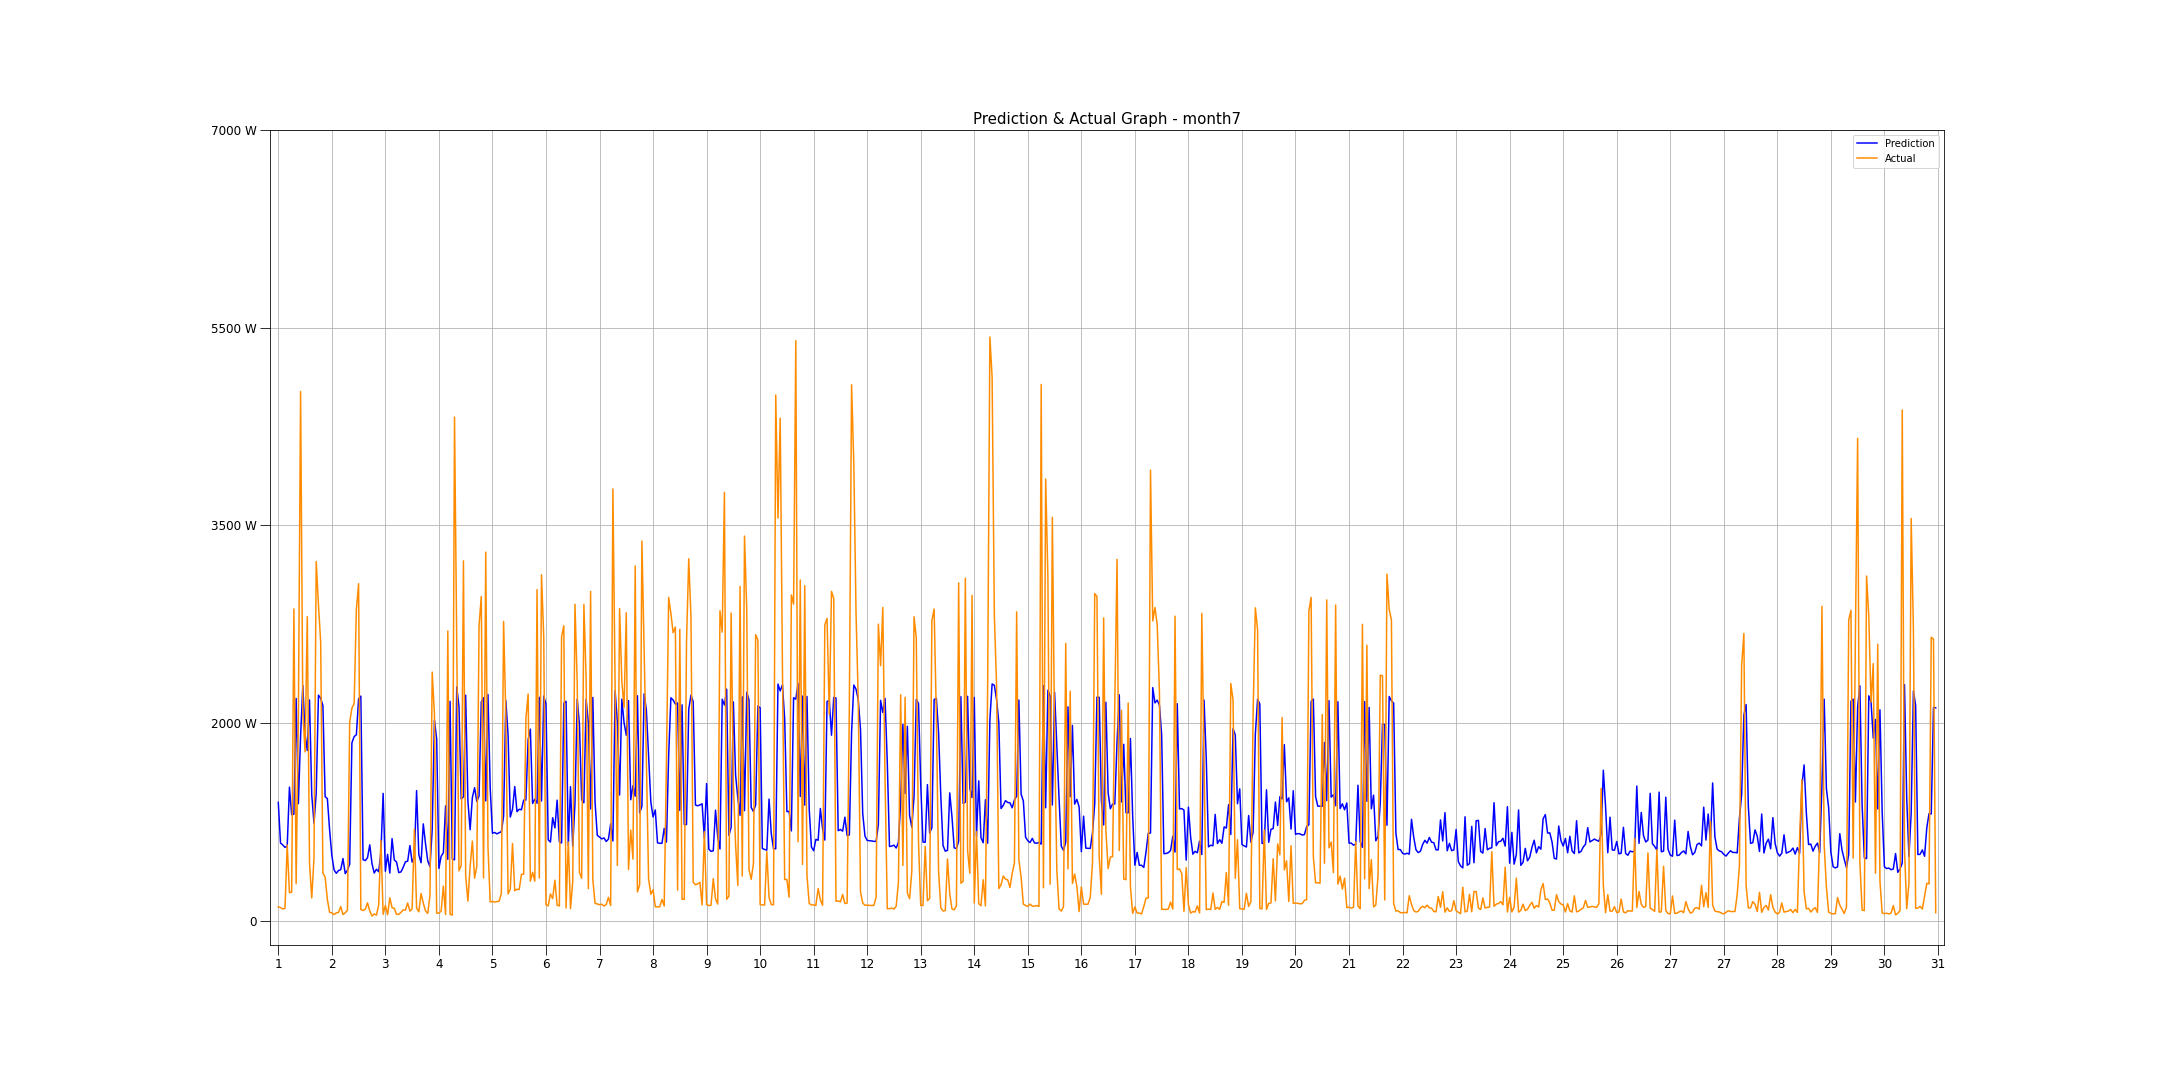 Prediction & Actual Graph - month7
7000 W
Prediction
Actual
5500 W
3500 W
2000 W
0
1 2 3 4 5 6 7 8 9 10 11 12 13 14 15 16 17 18 19 20 21 22 23 24 25 26 27 27 28 29 30 31